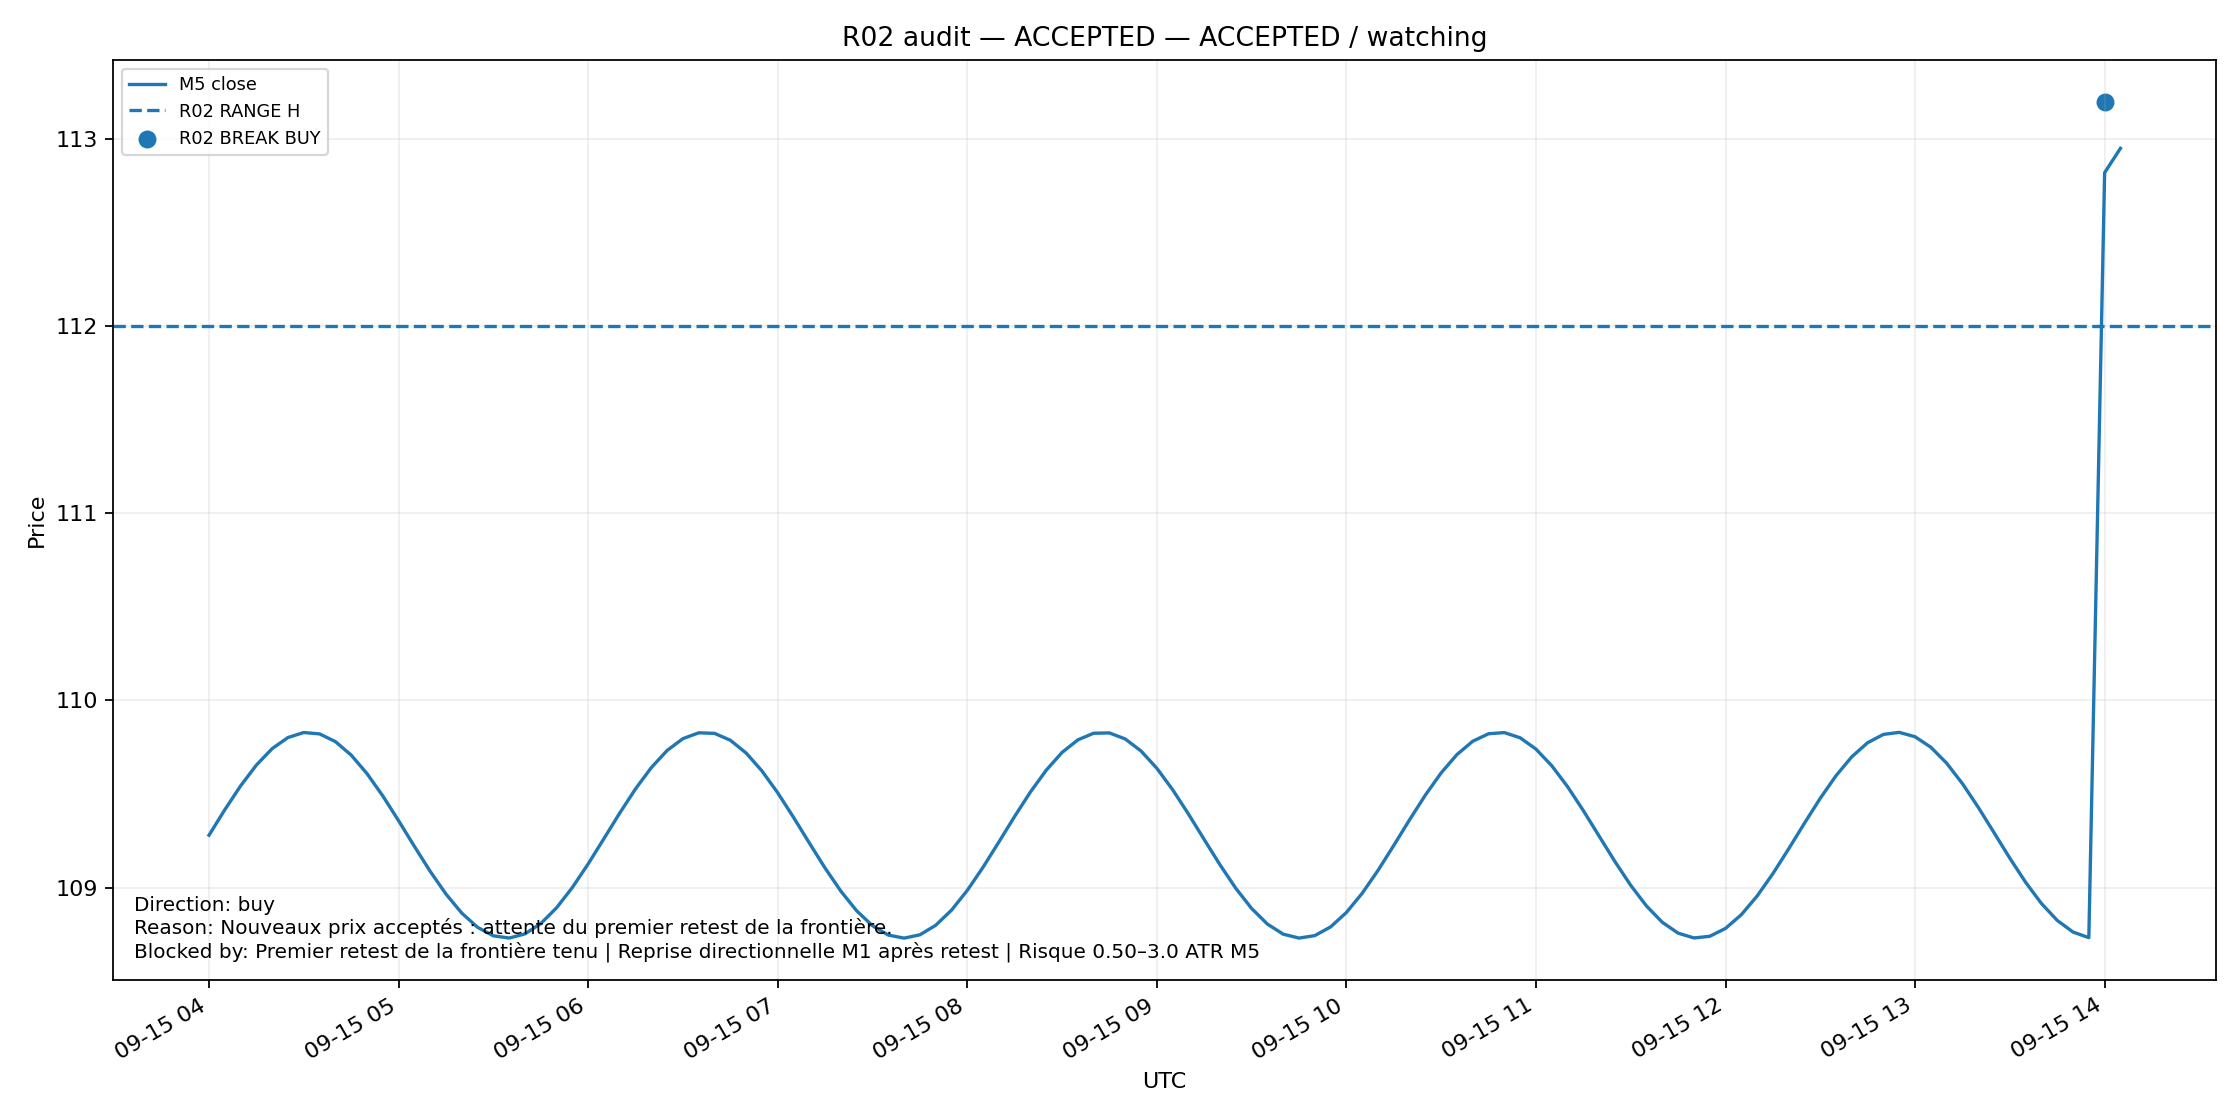 R02 audit — ACCEPTED — ACCEPTED / watching
M5 close
R02 RANGE H
R02 BREAK BUY
113
112
111
110
109
Price
Direction: buy
Reason: Nouveaux prix acceptés : attente du premier retest de la frontière.
Blocked by: Premier retest de la frontière tenu | Reprise directionnelle M1 après retest | Risque 0.50–3.0 ATR M5
09-15 04
09-15 05
09-15 06
09-15 07
09-15 08
09-15 09
09-15 10
09-15 11
09-15 12
09-15 13
09-15 14
UTC